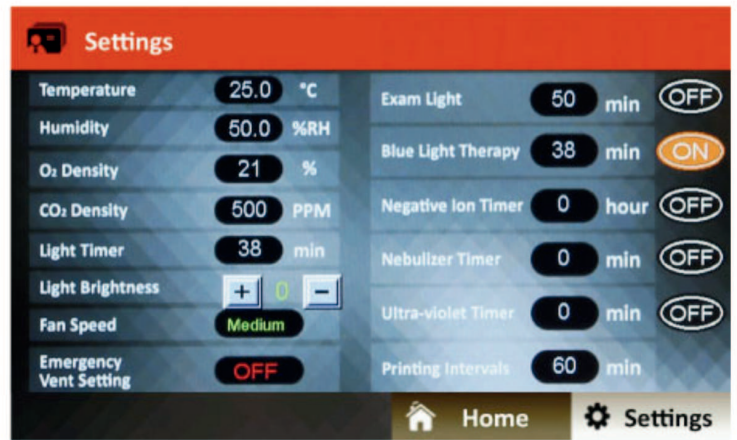 Settings
Temperature 25.0 °C
Humidity 50.0 %RH
O₂ Density 21 %
CO₂ Density 500 PPM
Light Timer 38 min
Light Brightness + 0 −
Fan Speed Medium
Emergency
Vent Setting OFF
Exam Light 50 min OFF
Blue Light Therapy 38 min ON
Negative Ion Timer 0 hour OFF
Nebulizer Timer 0 min OFF
Ultra-violet Timer 0 min OFF
Printing Intervals 60 min
Home Settings